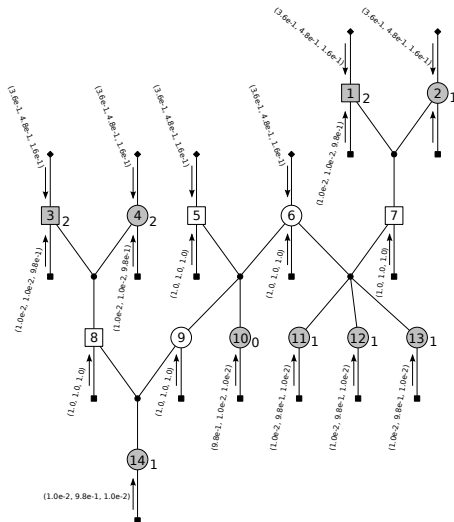 (3.6e-1, 4.8e-1, 1.6e-1)
(3.6e-1, 4.8e-1, 1.6e-1)
1
2
2
1
(1.0e-2, 1.0e-2, 9.8e-1)
(3.6e-1, 4.8e-1, 1.6e-1)
(3.6e-1, 4.8e-1, 1.6e-1)
(3.6e-1, 4.8e-1, 1.6e-1)
(3.6e-1, 4.8e-1, 1.6e-1)
3
2
4
2
5
6
7
(1.0e-2, 1.0e-2, 9.8e-1)
(1.0e-2, 1.0e-2, 9.8e-1)
(1.0, 1.0, 1.0)
(1.0, 1.0, 1.0)
(1.0, 1.0, 1.0)
8
9
10
0
11
1
12
1
13
1
(1.0, 1.0, 1.0)
(1.0, 1.0, 1.0)
(9.8e-1, 1.0e-2, 1.0e-2)
(1.0e-2, 9.8e-1, 1.0e-2)
(1.0e-2, 9.8e-1, 1.0e-2)
(1.0e-2, 9.8e-1, 1.0e-2)
14
1
(1.0e-2, 9.8e-1, 1.0e-2)